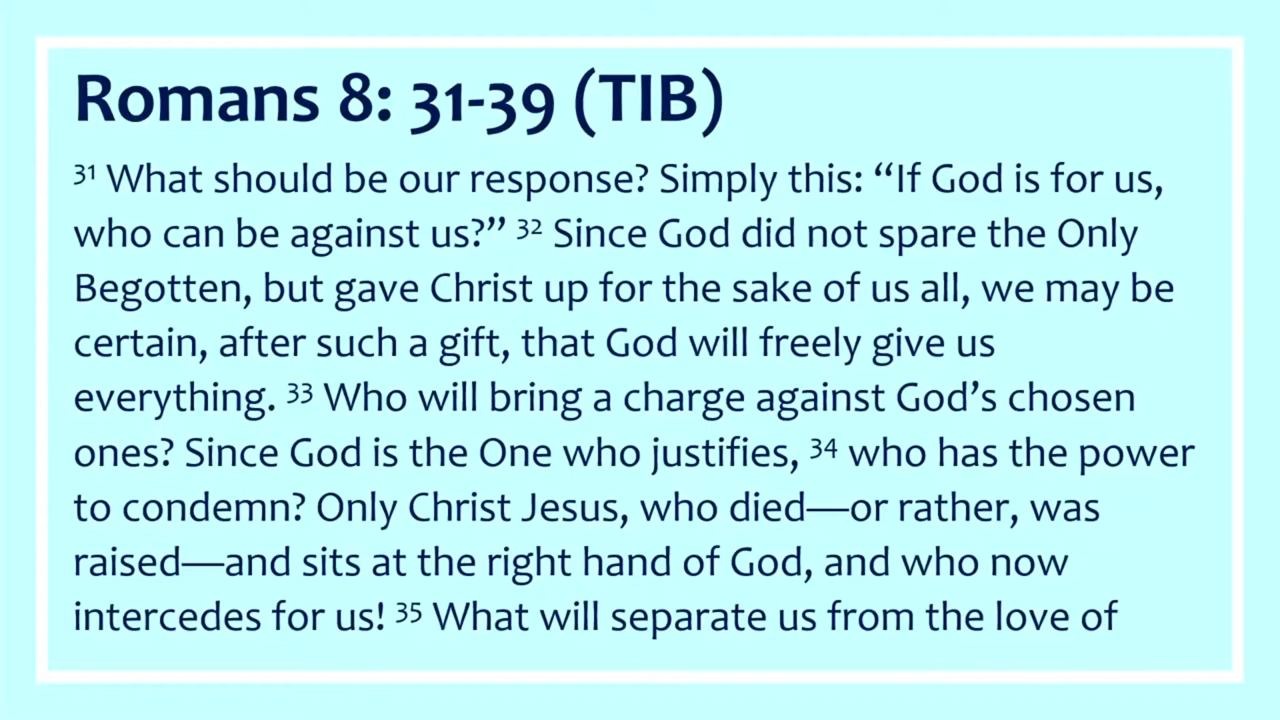 Romans 8: 31-39 (TIB)
³¹ What should be our response? Simply this: “If God is for us,
who can be against us?” ³² Since God did not spare the Only
Begotten, but gave Christ up for the sake of us all, we may be
certain, after such a gift, that God will freely give us
everything. ³³ Who will bring a charge against God’s chosen
ones? Since God is the One who justifies, ³⁴ who has the power
to condemn? Only Christ Jesus, who died—or rather, was
raised—and sits at the right hand of God, and who now
intercedes for us! ³⁵ What will separate us from the love of